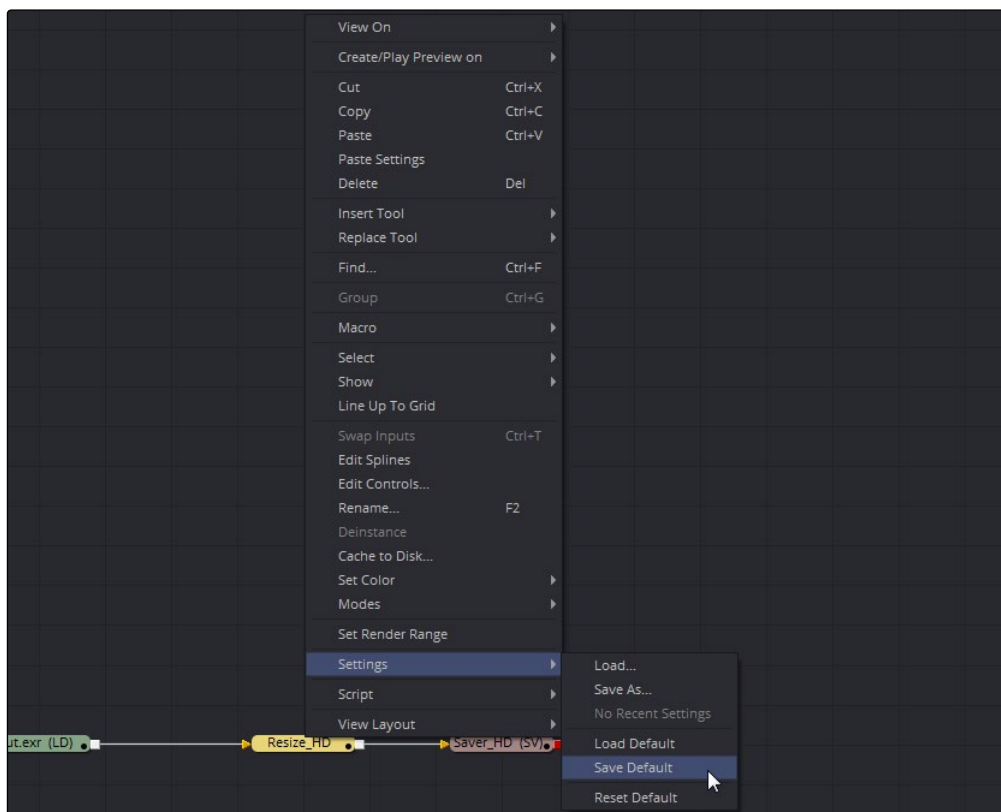 View On
Create/Play Preview on
Cut Ctrl+X
Copy Ctrl+C
Paste Ctrl+V
Paste Settings
Delete Del
Insert Tool
Replace Tool
Find... Ctrl+F
Group Ctrl+G
Macro
Select
Show
Line Up To Grid
Swap Inputs Ctrl+T
Edit Splines
Edit Controls...
Rename... F2
Deinstance
Cache to Disk...
Set Color
Modes
Set Render Range
Settings
Script
View Layout
Load...
Save As...
No Recent Settings
Load Default
Save Default
Reset Default
ut.exr (LD)
Resize_HD
Saver_HD (SV)